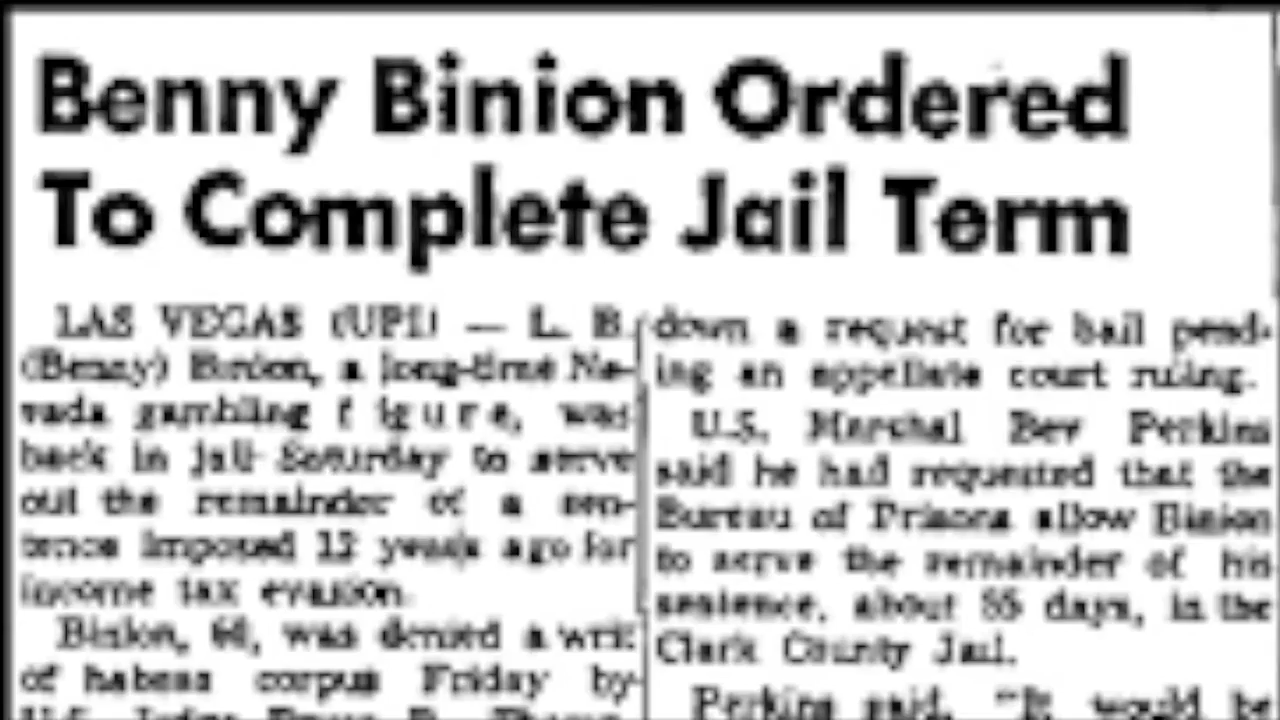 Benny Binion Ordered
To Complete Jail Term
LAS VEGAS (UPI) — L. B.
(Benny) Binion, a long-time Ne-
vada gambling figure, was
back in jail Saturday to serve
out the remainder of a sen-
tence imposed 12 years ago for
income tax evasion.
Binion, 60, was denied a writ
of habeas corpus Friday by
U.S. Judge
down a request for bail pend-
ing an appellate court ruling.
U.S. Marshal Bev Perkins
said he had requested that the
Bureau of Prisons allow Binion
to serve the remainder of his
sentence, about 55 days, in the
Clark County Jail.
Perkins said, "It would be